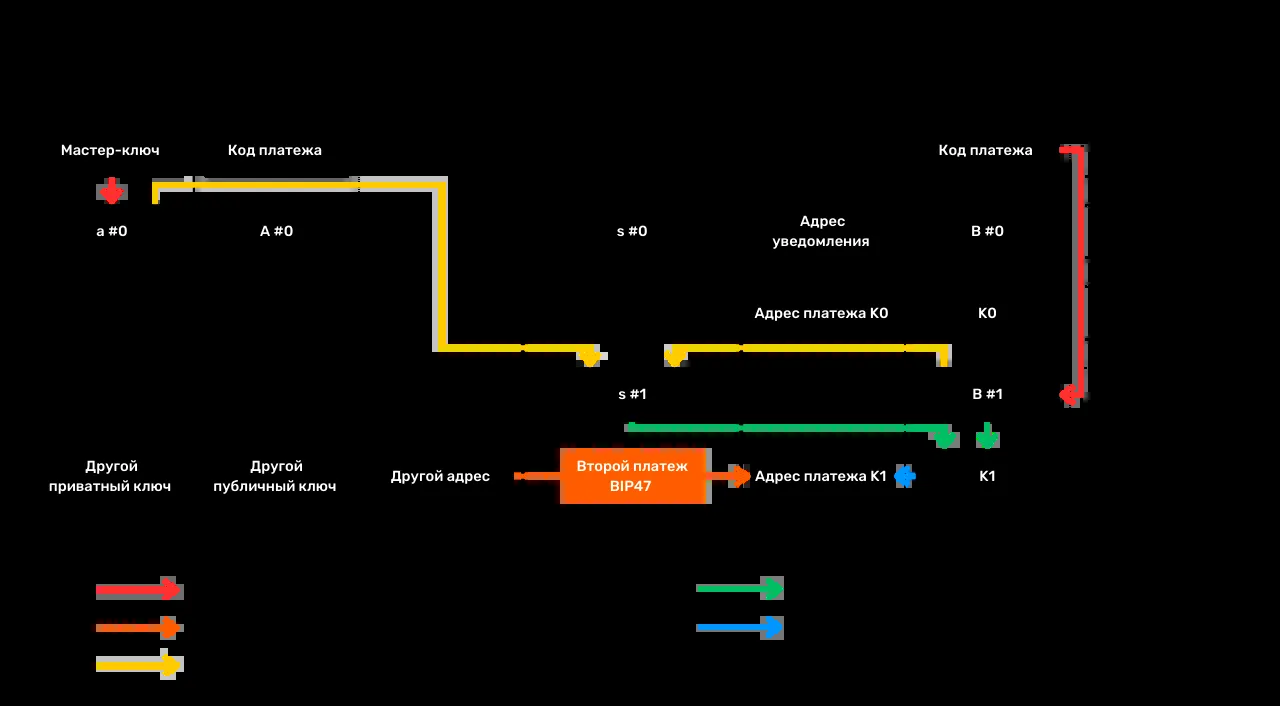 Мастер-ключ
Код платежа
Код платежа
a #0
A #0
s #0
Адрес
уведомления
B #0
Адрес платежа K0
K0
s #1
B #1
Другой
приватный ключ
Другой
публичный ключ
Другой адрес
Второй платеж
BIP47
Адрес платежа K1
K1